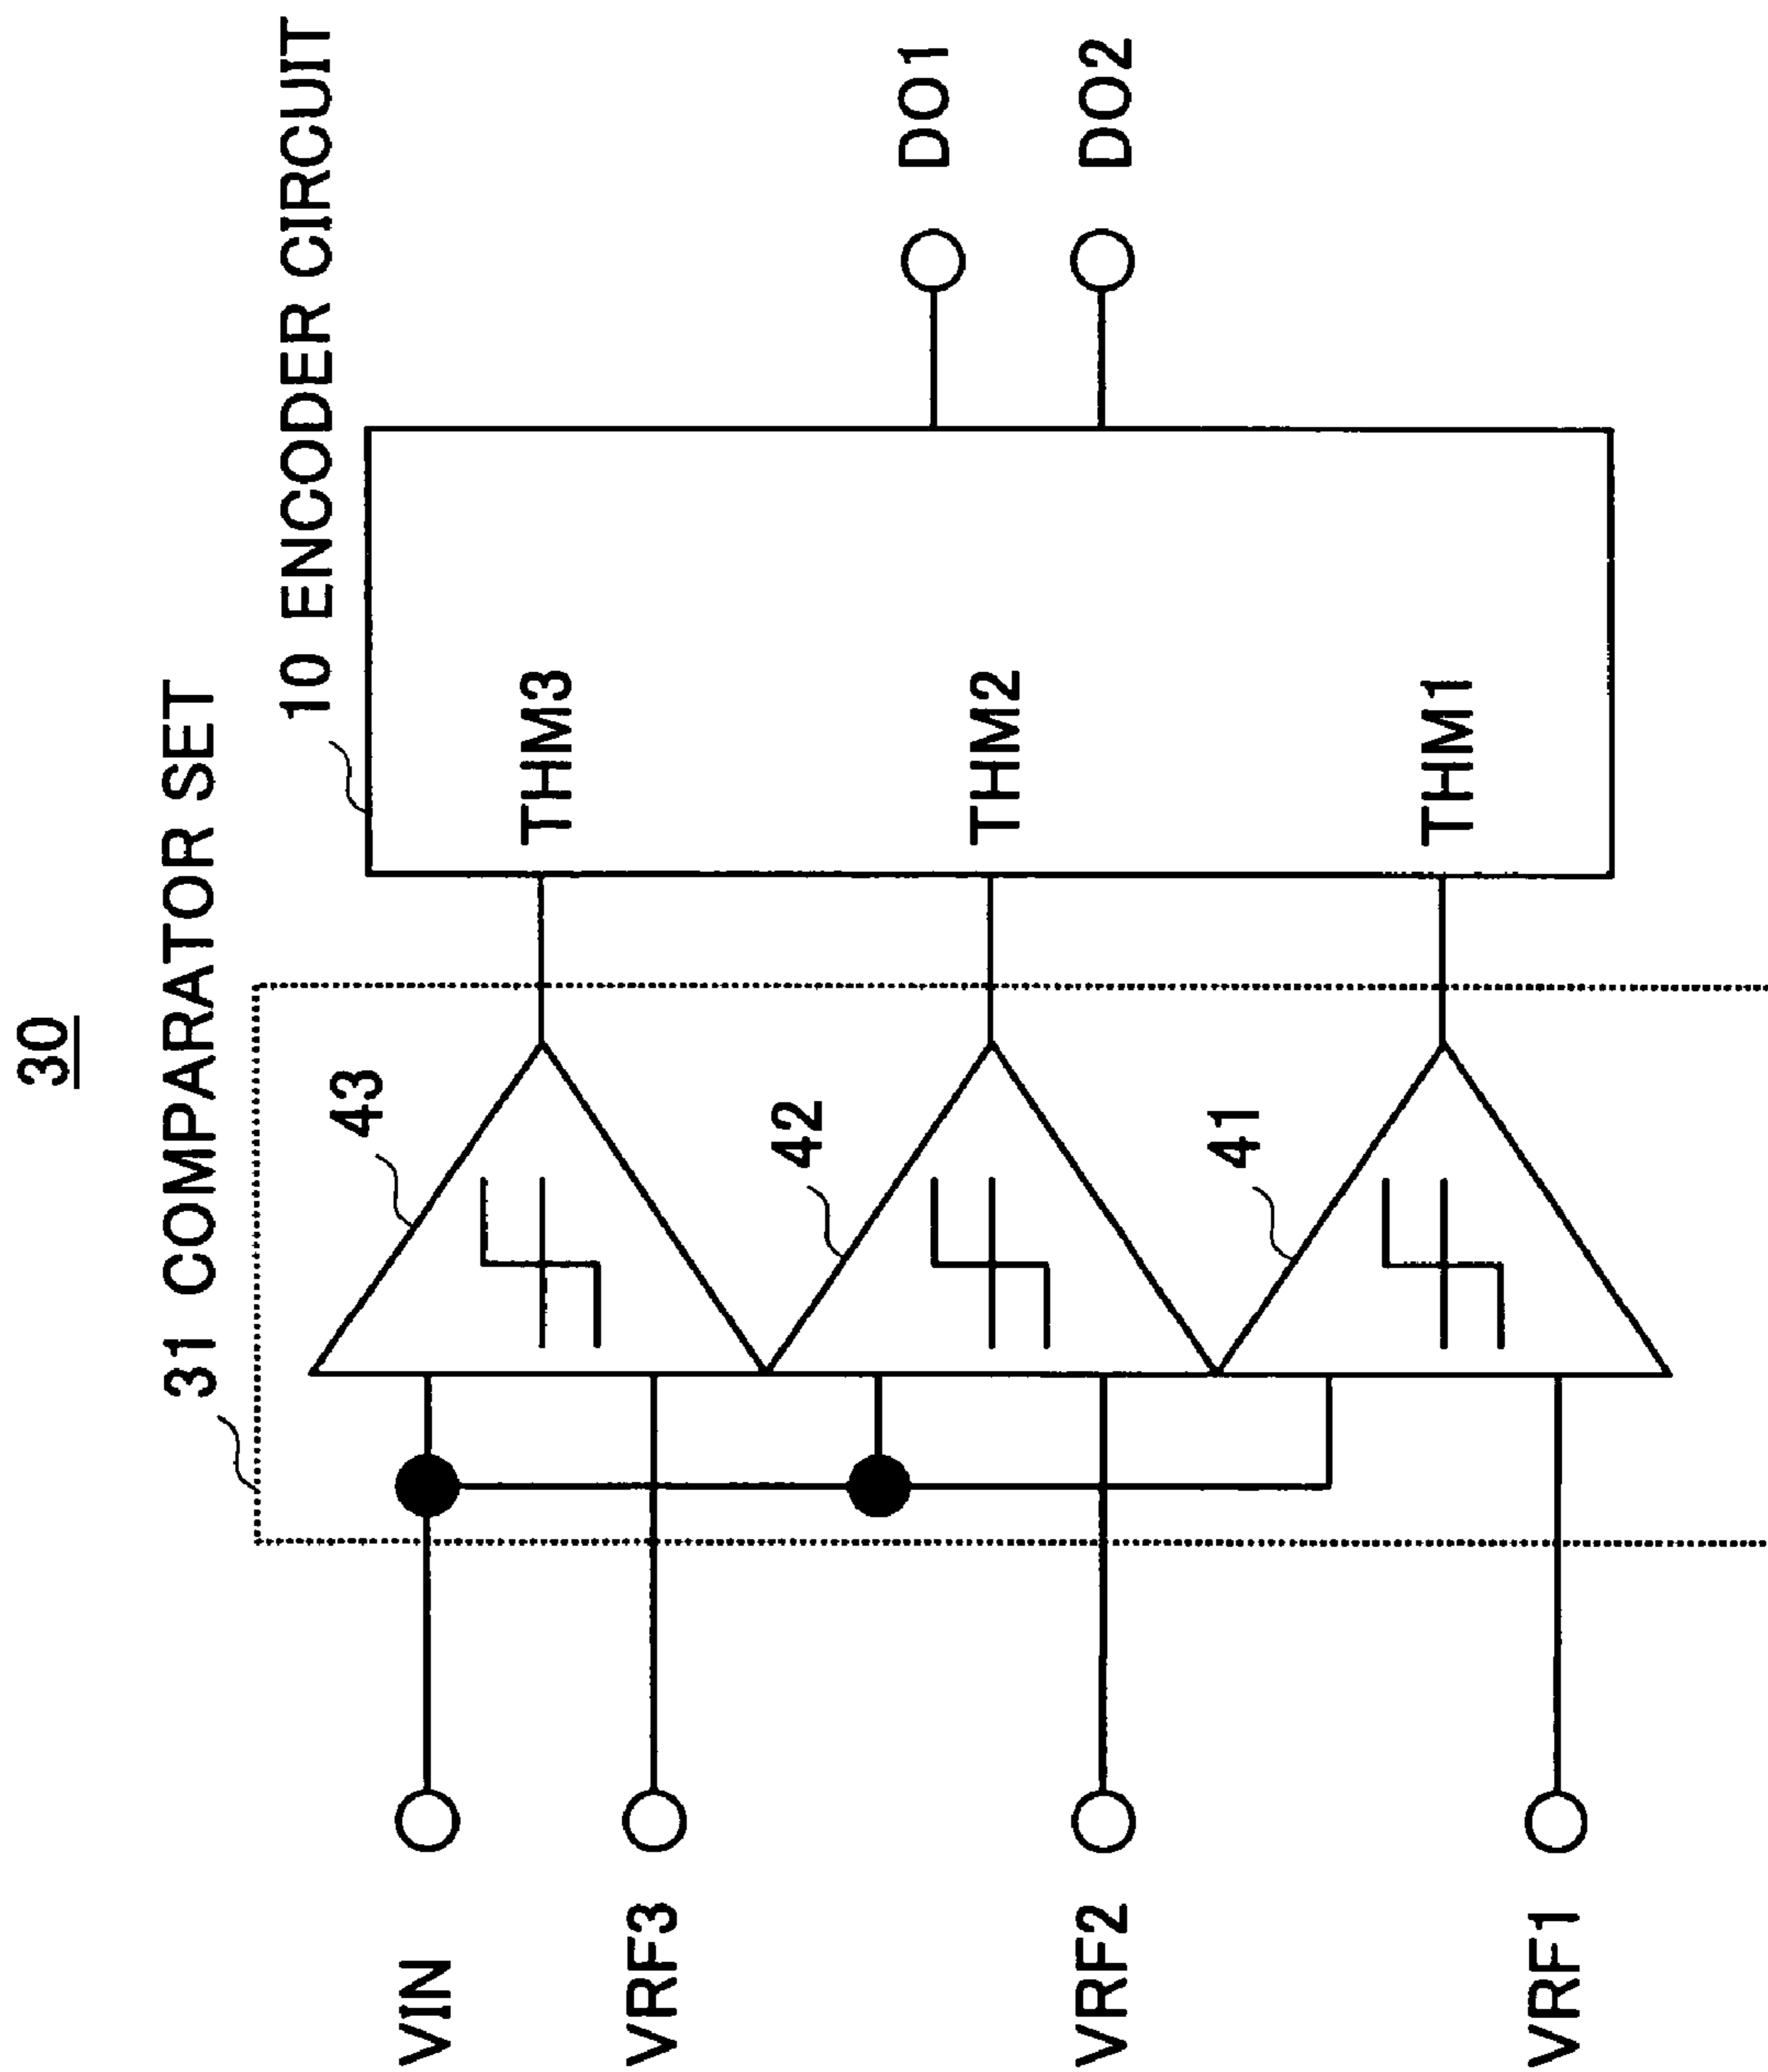 30
31 COMPARATOR SET
10 ENCODER CIRCUIT
VIN
43
THM3
VRF3
DO1
42
THM2
DO2
VRF2
41
THM1
VRF1